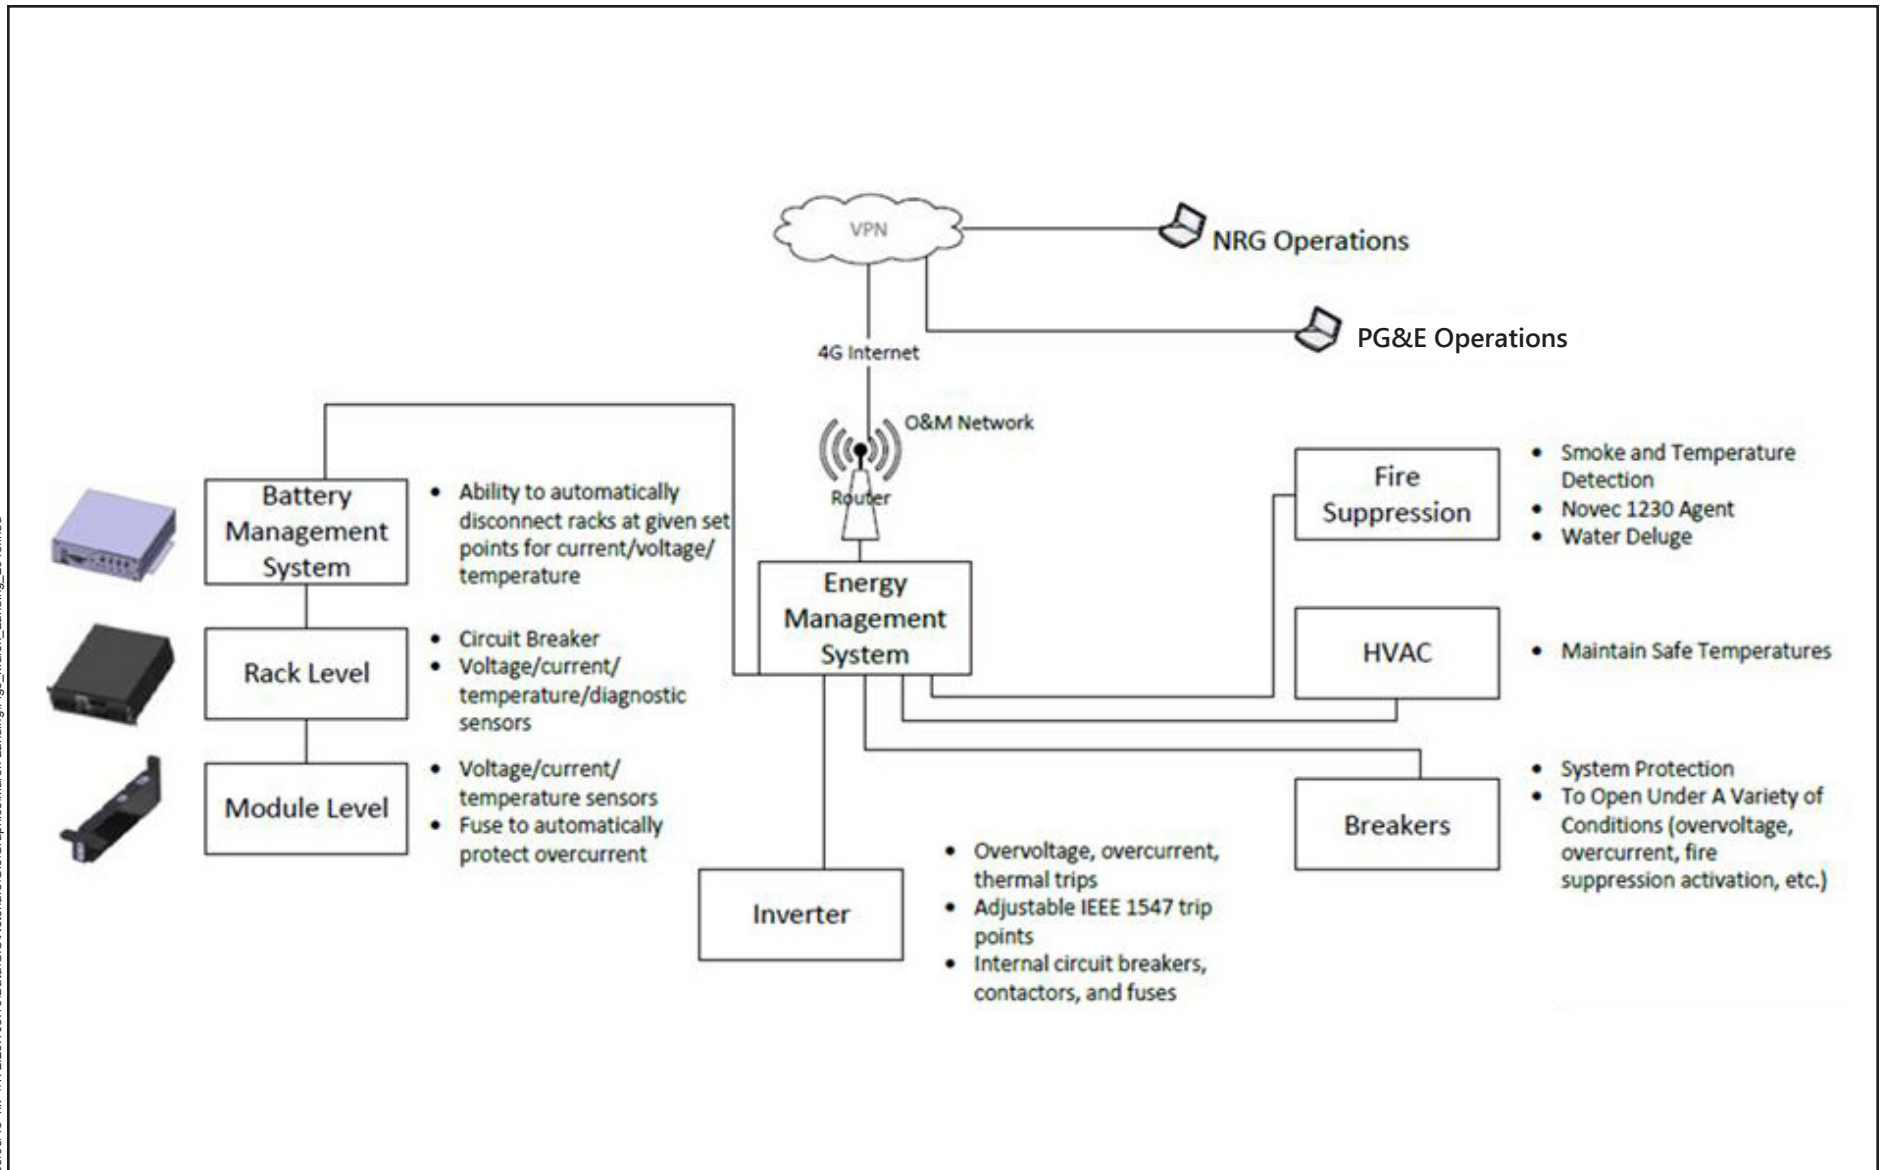 VPN
NRG Operations
PG&E Operations
4G Internet
O&M Network
Router
Battery
Management
System
• Ability to automatically
disconnect racks at given set
points for current/voltage/
temperature
Rack Level
• Circuit Breaker
• Voltage/current/
temperature/diagnostic
sensors
Module Level
• Voltage/current/
temperature sensors
• Fuse to automatically
protect overcurrent
Energy
Management
System
Inverter
• Overvoltage, overcurrent,
thermal trips
• Adjustable IEEE 1547 trip
points
• Internal circuit breakers,
contactors, and fuses
Fire
Suppression
• Smoke and Temperature
Detection
• Novec 1230 Agent
• Water Deluge
HVAC
• Maintain Safe Temperatures
Breakers
• System Protection
• To Open Under A Variety of
Conditions (overvoltage,
overcurrent, fire
suppression activation, etc.)